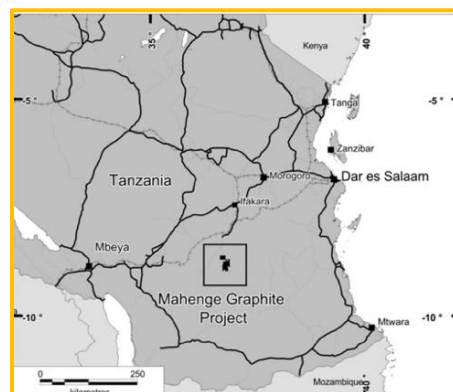 35
40
Kenya
-5 °
-5 °
Tanga
Zanzibar
Tanzania
Morogoro
Dar es Salaam
Ifakara
Mbeya
Mahenge Graphite
Project
-10 °
-10 °
Mtwara
0
250
kilometres
Mozambique
40